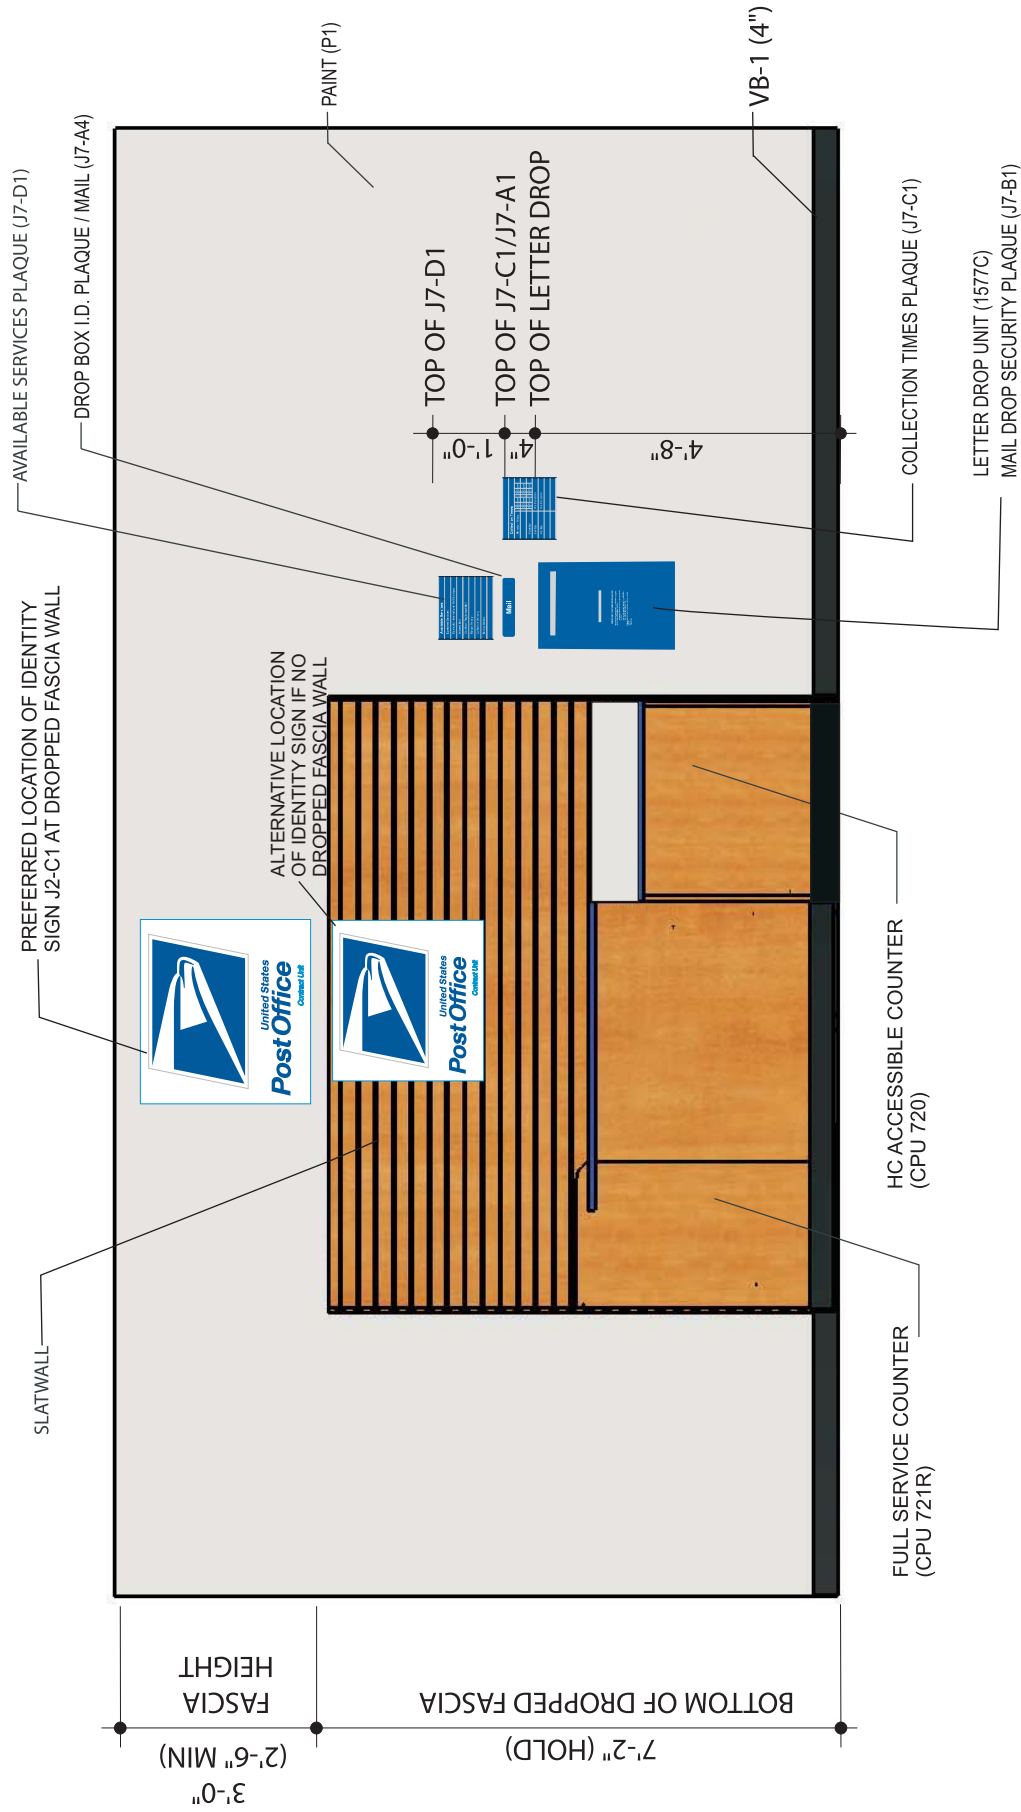 SLATWALL
PREFERRED LOCATION OF IDENTITY
SIGN J2-C1 AT DROPPED FASCIA WALL
AVAILABLE SERVICES PLAQUE (J7-D1)
DROP BOX I.D. PLAQUE / MAIL (J7-A4)
PAINT (P1)
ALTERNATIVE LOCATION
OF IDENTITY SIGN IF NO
DROPPED FASCIA WALL
United States
Post Office
Contract Unit
United States
Post Office
Contract Unit
Available Services
Mail
Collection Times
TOP OF J7-D1
1'-0"
TOP OF J7-C1/J7-A1
4"
TOP OF LETTER DROP
4'-8"
VB-1 (4")
3'-0"
(2'-6" MIN)
FASCIA
HEIGHT
7'-2" (HOLD)
BOTTOM OF DROPPED FASCIA
FULL SERVICE COUNTER
(CPU 721R)
HC ACCESSIBLE COUNTER
(CPU 720)
COLLECTION TIMES PLAQUE (J7-C1)
LETTER DROP UNIT (1577C)
MAIL DROP SECURITY PLAQUE (J7-B1)